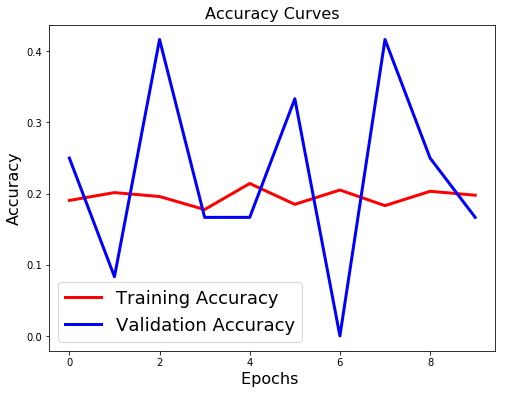 Accuracy Curves
0.4
0.3
0.2
0.1
0.0
Accuracy
Training Accuracy
Validation Accuracy
0 2 4 6 8
Epochs